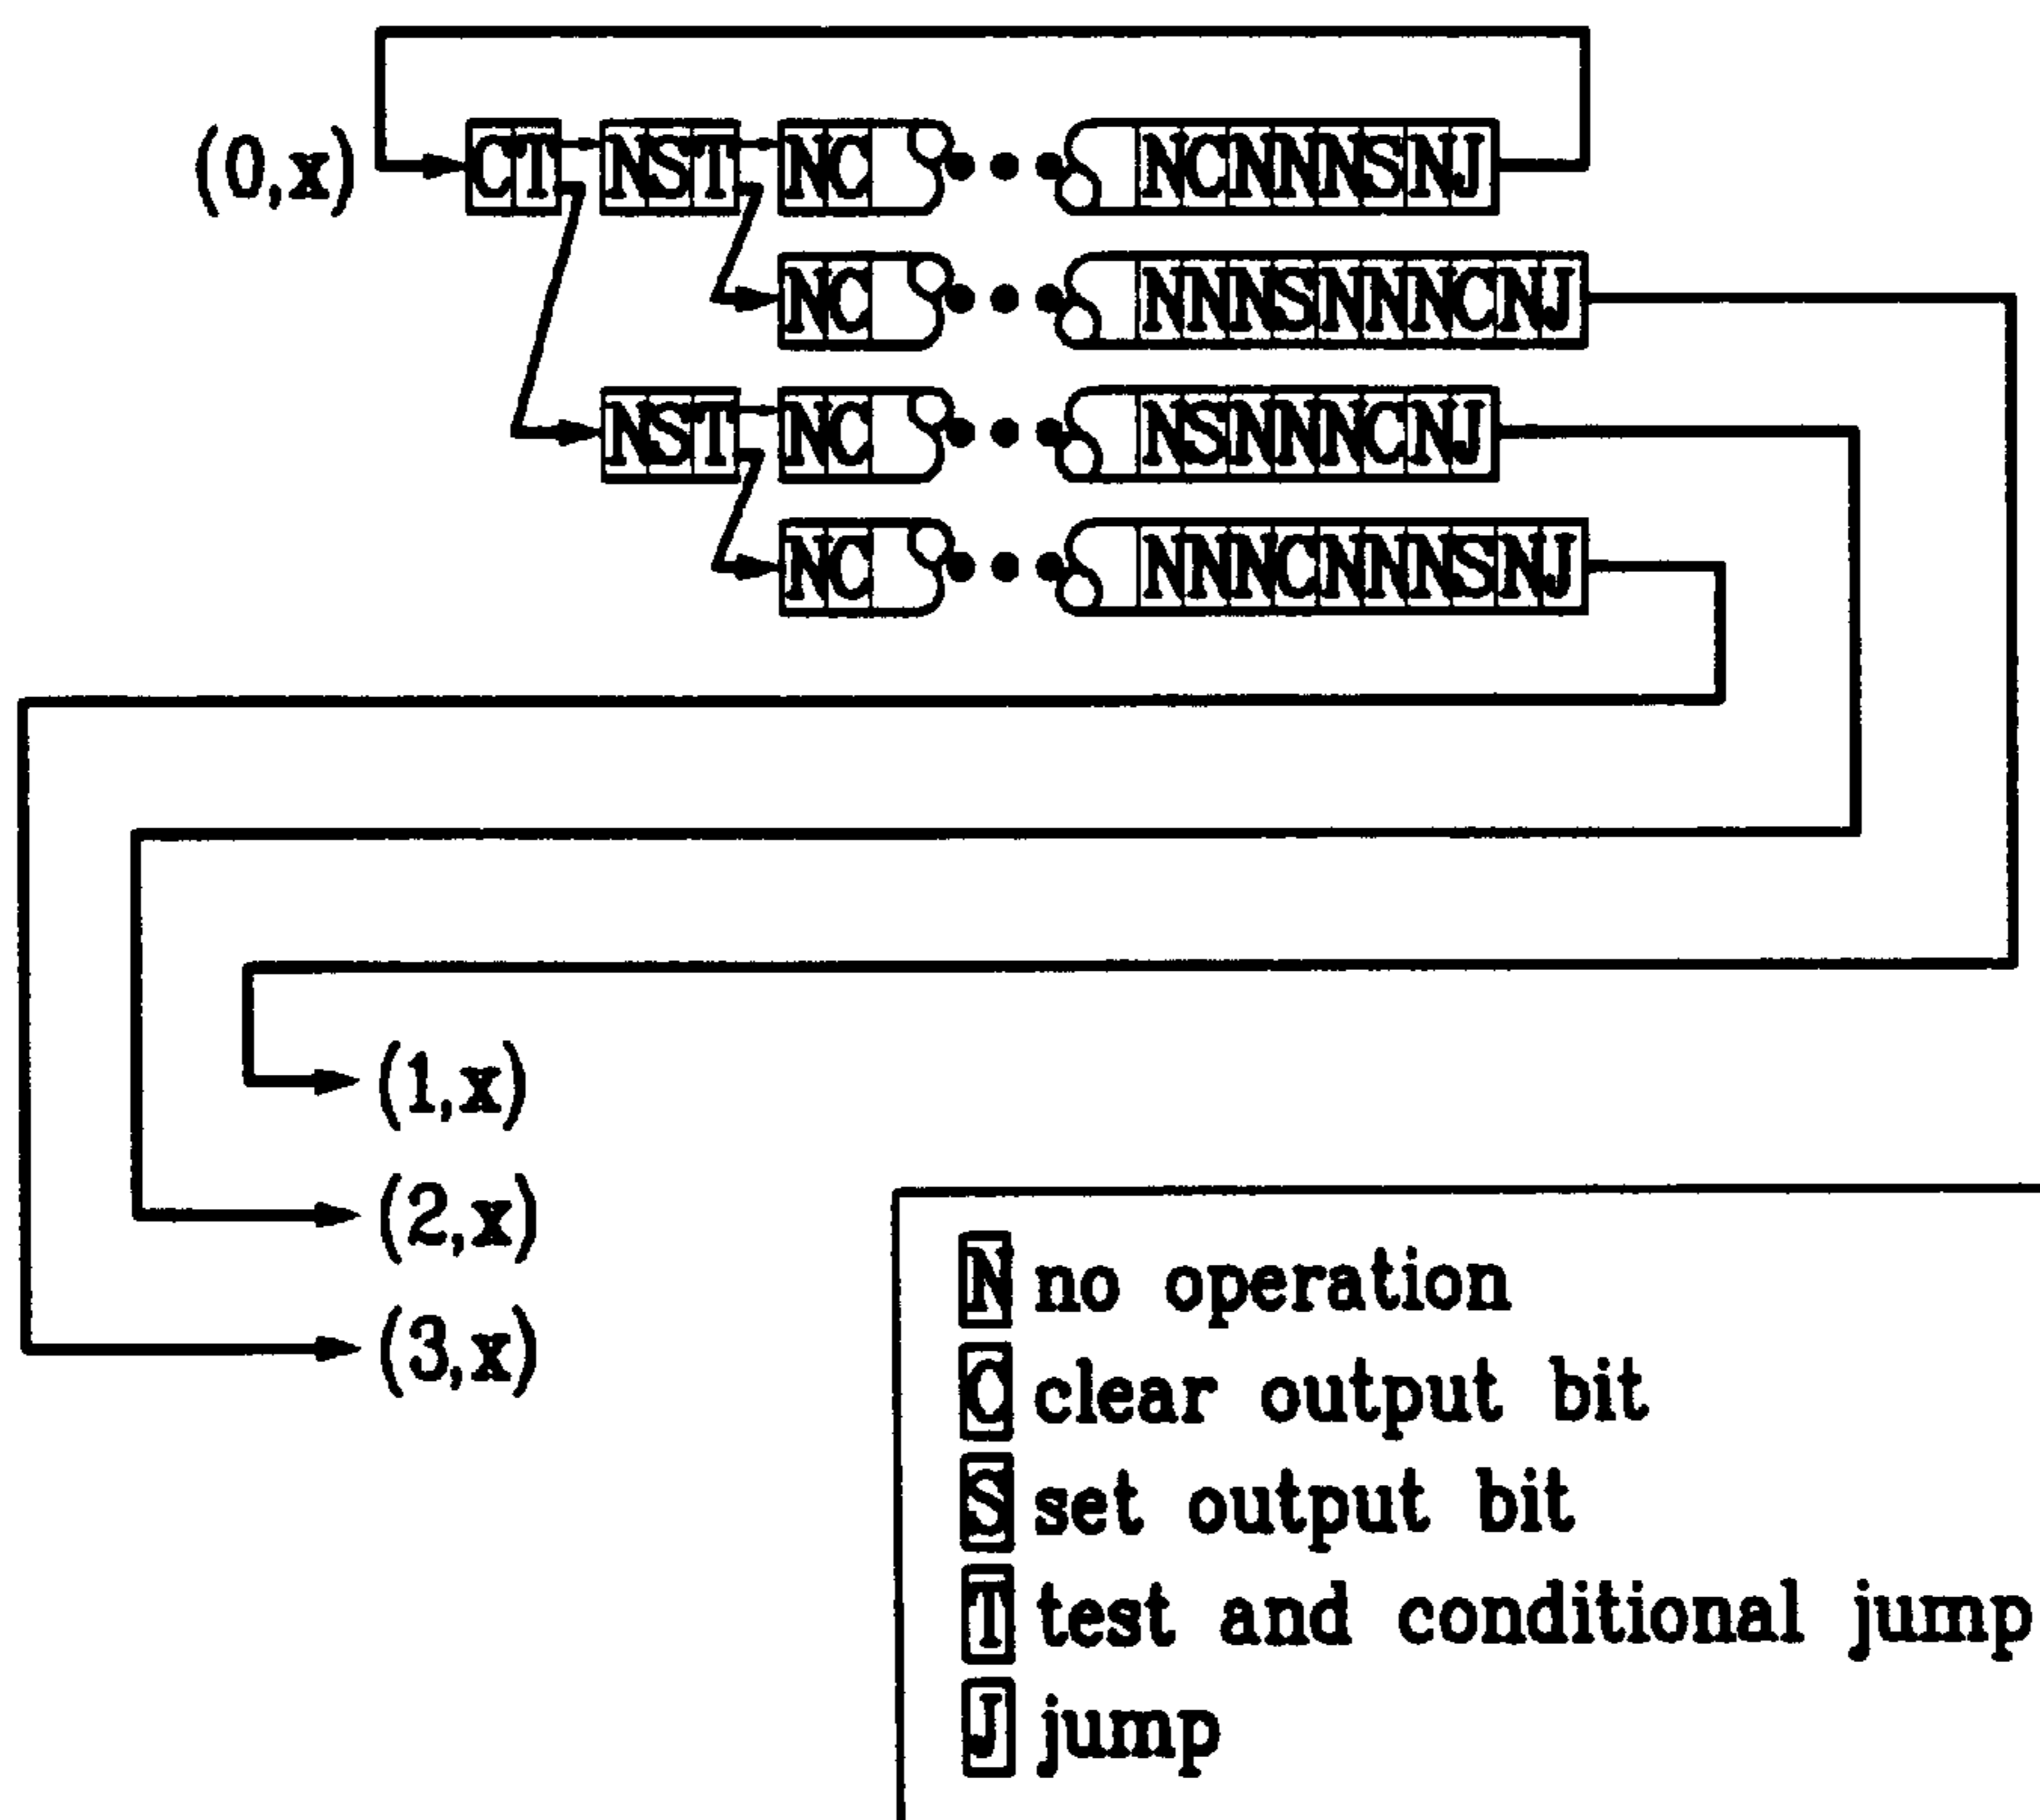 (0,x) CT NST NC NCNNNSNJ
NC NNNSNNNCNJ
NST NC NSNNNCNJ
NC NNNCNNNSNJ
(1,x)
(2,x)
(3,x)
N no operation
C clear output bit
S set output bit
T test and conditional jump
J jump